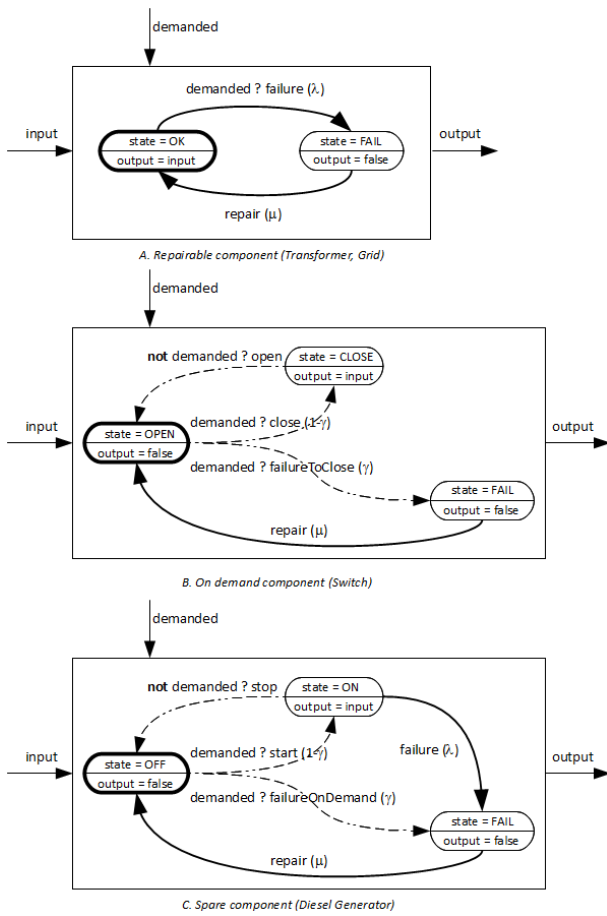 demanded
demanded ? failure (λ)
input
state = OK
output = input
state = FAIL
output = false
output
repair (μ)
A. Repairable component (Transformer, Grid)
demanded
not demanded ? open
state = CLOSE
output = input
input
state = OPEN
output = false
demanded ? close (1-γ)
demanded ? failureToClose (γ)
output
state = FAIL
output = false
repair (μ)
B. On demand component (Switch)
demanded
not demanded ? stop
state = ON
output = input
input
state = OFF
output = false
demanded ? start (1-γ)
demanded ? failureOnDemand (γ)
failure (λ)
output
state = FAIL
output = false
repair (μ)
C. Spare component (Diesel Generator)